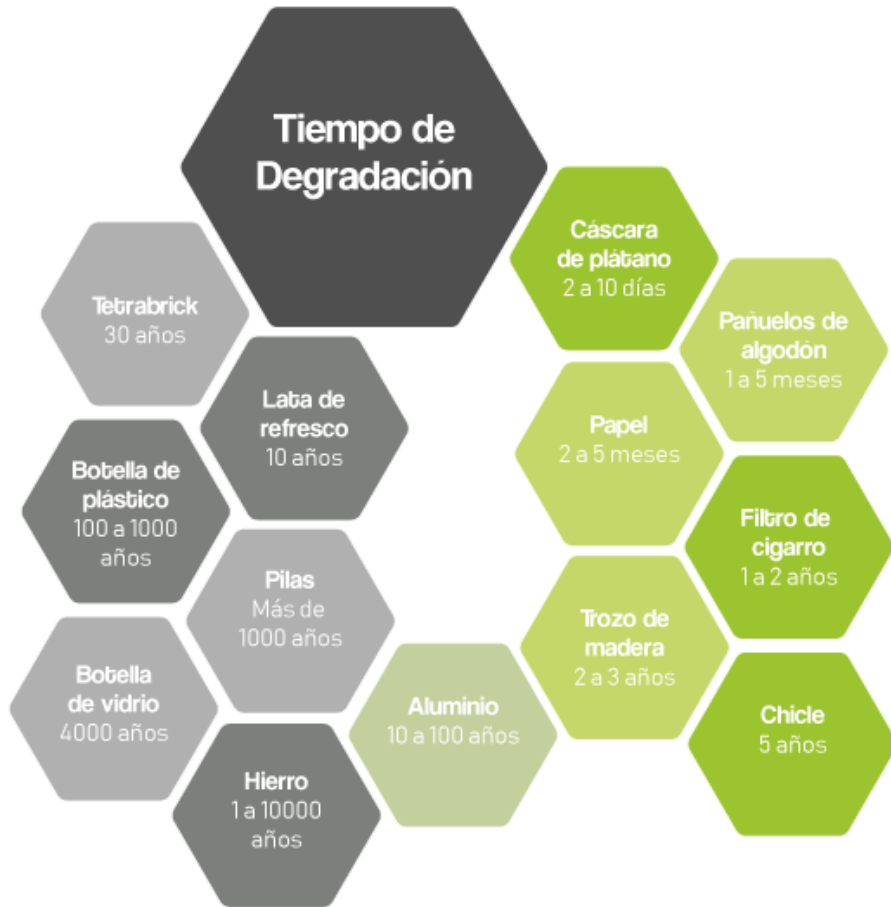 Tiempo de
Degradación
Cáscara
de plátano
2 a 10 días
Pañuelos de
algodón
1 a 5 meses
Papel
2 a 5 meses
Filtro de
cigarro
1 a 2 años
Trozo de
madera
2 a 3 años
Chicle
5 años
Aluminio
10 a 100 años
Tetrabrick
30 años
Lata de
refresco
10 años
Botella de
plástico
100 a 1000
años
Pilas
Más de
1000 años
Botella
de vidrio
4000 años
Hierro
1 a 10000
años